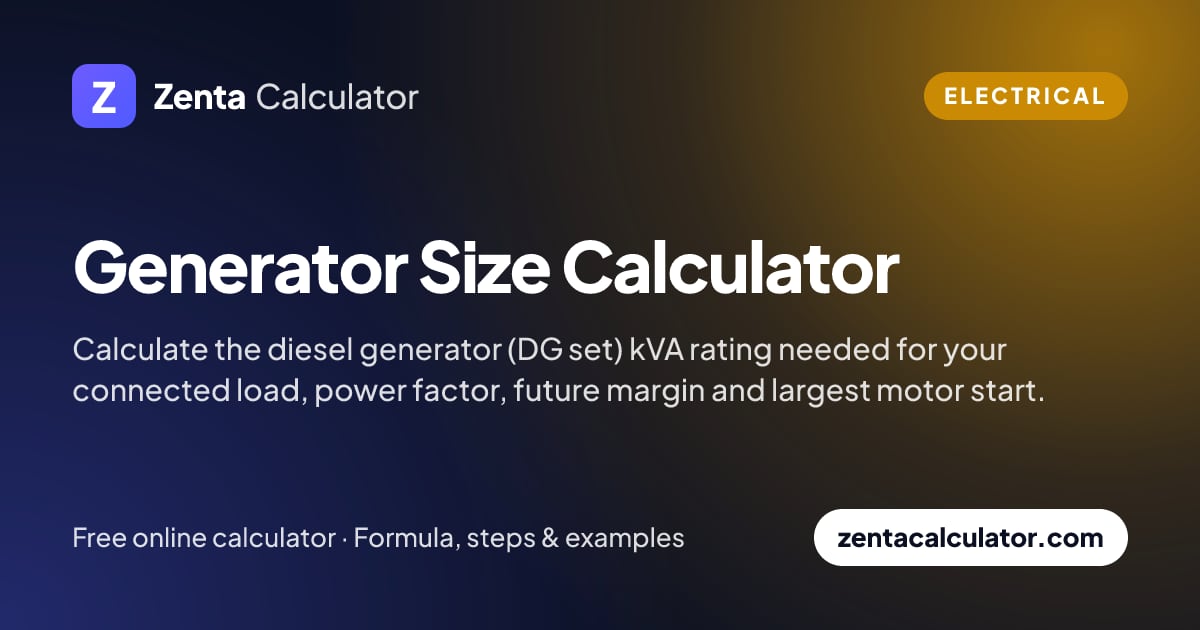 Z
Zenta Calculator
ELECTRICAL
Generator Size Calculator
Calculate the diesel generator (DG set) kVA rating needed for your
connected load, power factor, future margin and largest motor start.
Free online calculator · Formula, steps & examples
zentacalculator.com